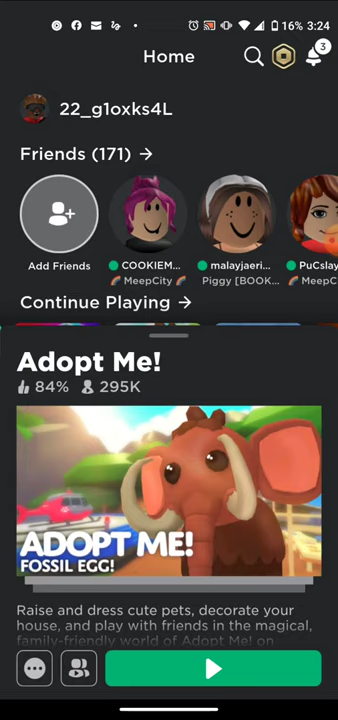 16% 3:24
Home
3
22_g1oxks4L
Friends (171) →
Add Friends
COOKIEM...
🌈 MeepCity 🌈
malayjaeri...
Piggy [BOOK...
PuCslay
🌈 MeepC
Continue Playing →
Adopt Me!
84% 295K
ADOPT ME!
FOSSIL EGG!
Raise and dress cute pets, decorate your
house, and play with friends in the magical,
family-friendly world of Adopt Me! on